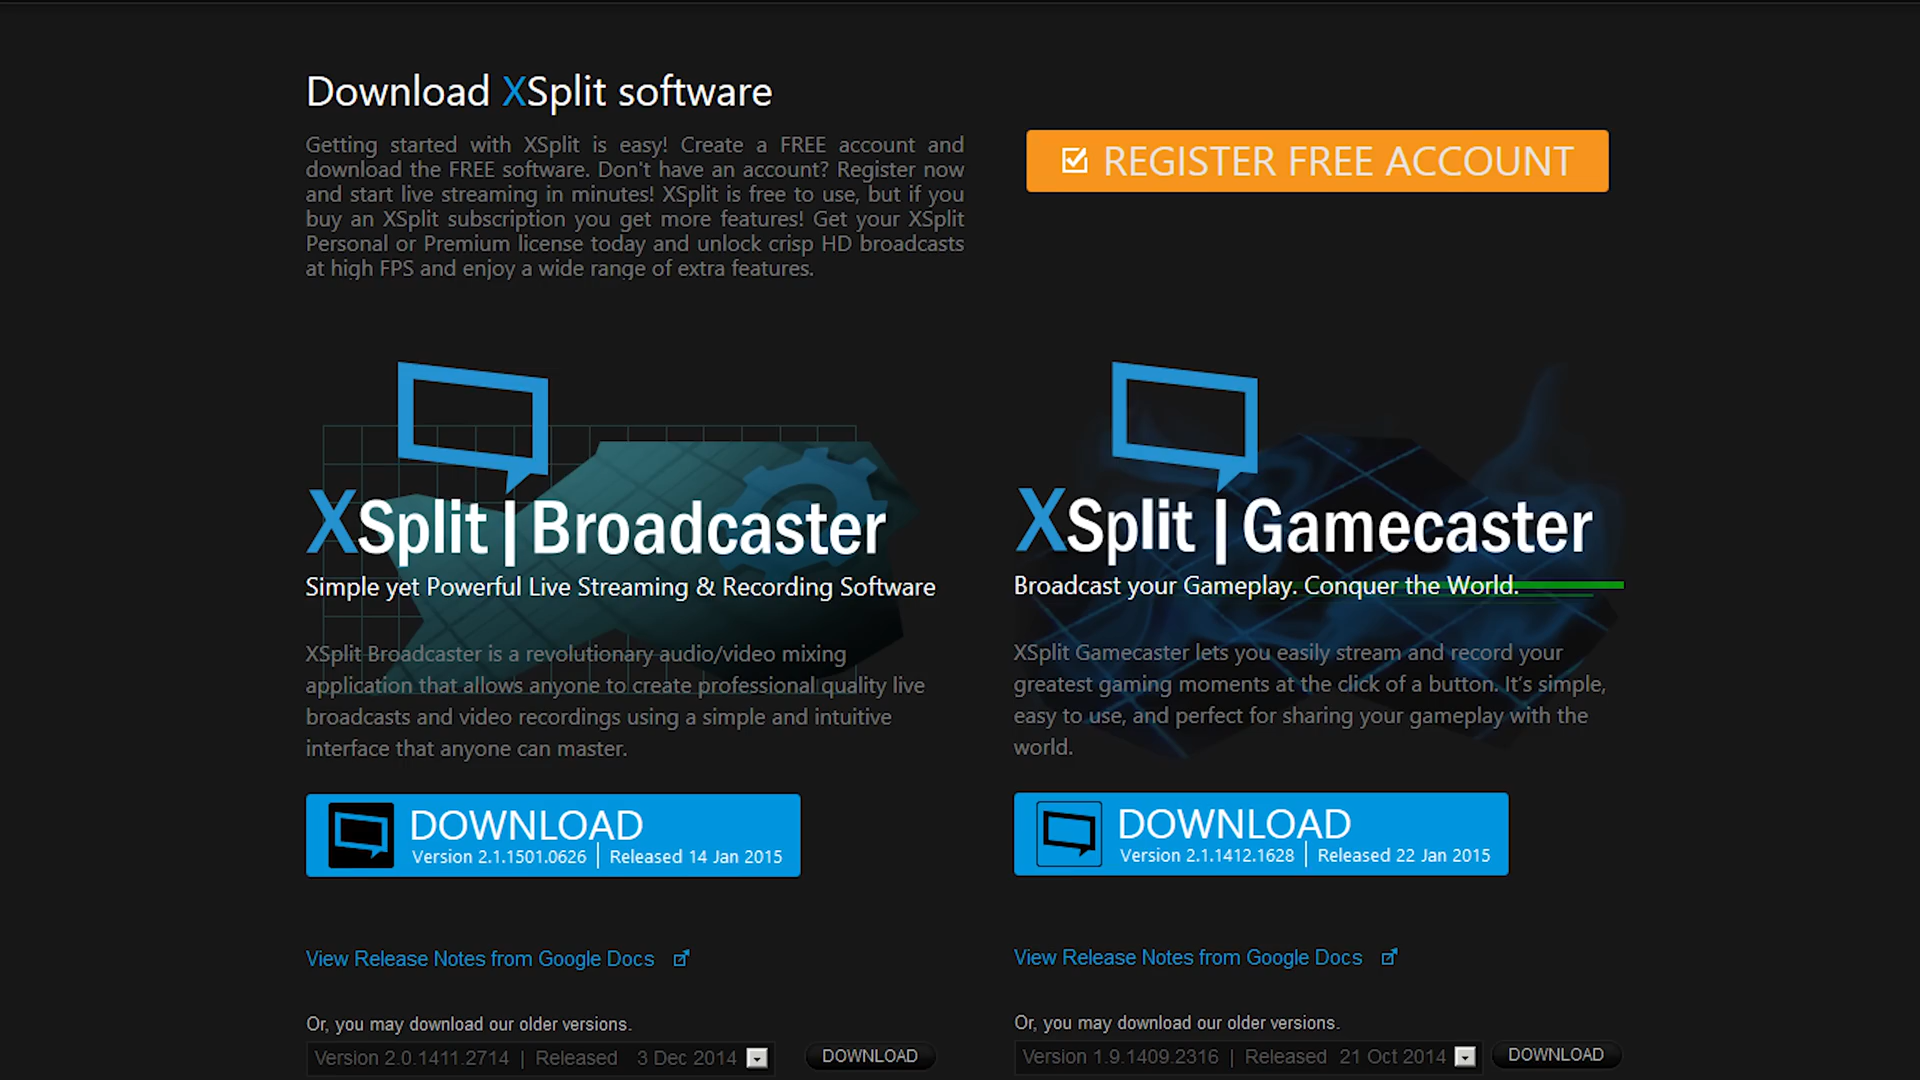 Download XSplit software
Getting started with XSplit is easy! Create a FREE account and
download the FREE software. Don't have an account? Register now
and start live streaming in minutes! XSplit is free to use, but if you
buy an XSplit subscription you get more features! Get your XSplit
Personal or Premium license today and unlock crisp HD broadcasts
at high FPS and enjoy a wide range of extra features.
REGISTER FREE ACCOUNT
XSplit | Broadcaster
Simple yet Powerful Live Streaming & Recording Software
XSplit Broadcaster is a revolutionary audio/video mixing
application that allows anyone to create professional quality live
broadcasts and video recordings using a simple and intuitive
interface that anyone can master.
DOWNLOAD
Version 2.1.1501.0626 | Released 14 Jan 2015
View Release Notes from Google Docs
Or, you may download our older versions.
Version 2.0.1411.2714 | Released 3 Dec 2014
DOWNLOAD
XSplit | Gamecaster
Broadcast your Gameplay. Conquer the World.
XSplit Gamecaster lets you easily stream and record your
greatest gaming moments at the click of a button. It’s simple,
easy to use, and perfect for sharing your gameplay with the
world.
DOWNLOAD
Version 2.1.1412.1628 | Released 22 Jan 2015
View Release Notes from Google Docs
Or, you may download our older versions.
Version 1.9.1409.2316 | Released 21 Oct 2014
DOWNLOAD